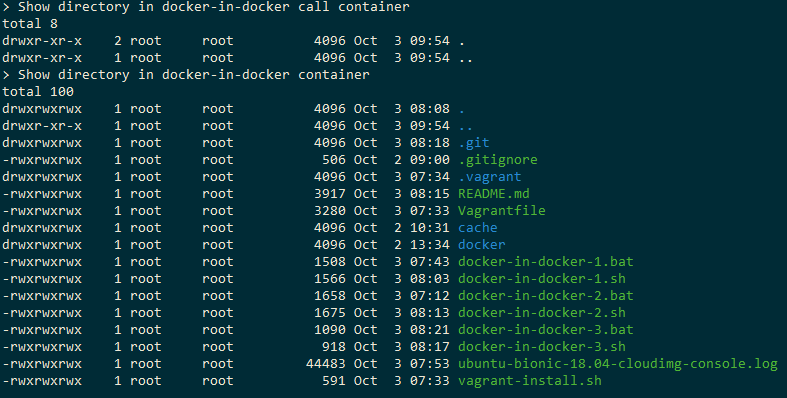 > Show directory in docker-in-docker call container
total 8
drwxr-xr-x    2 root     root          4096 Oct  3 09:54 .
drwxr-xr-x    1 root     root          4096 Oct  3 09:54 ..
> Show directory in docker-in-docker container
total 100
drwxrwxrwx    1 root     root          4096 Oct  3 08:08 .
drwxr-xr-x    1 root     root          4096 Oct  3 09:54 ..
drwxrwxrwx    1 root     root          4096 Oct  3 08:18 .git
-rwxrwxrwx    1 root     root           506 Oct  2 09:00 .gitignore
drwxrwxrwx    1 root     root          4096 Oct  3 07:34 .vagrant
-rwxrwxrwx    1 root     root          3917 Oct  3 08:15 README.md
-rwxrwxrwx    1 root     root          3280 Oct  3 07:33 Vagrantfile
drwxrwxrwx    1 root     root          4096 Oct  2 10:31 cache
drwxrwxrwx    1 root     root          4096 Oct  2 13:34 docker
-rwxrwxrwx    1 root     root          1508 Oct  3 07:43 docker-in-docker-1.bat
-rwxrwxrwx    1 root     root          1566 Oct  3 08:03 docker-in-docker-1.sh
-rwxrwxrwx    1 root     root          1658 Oct  3 07:12 docker-in-docker-2.bat
-rwxrwxrwx    1 root     root          1675 Oct  3 08:13 docker-in-docker-2.sh
-rwxrwxrwx    1 root     root          1090 Oct  3 08:21 docker-in-docker-3.bat
-rwxrwxrwx    1 root     root           918 Oct  3 08:17 docker-in-docker-3.sh
-rwxrwxrwx    1 root     root         44483 Oct  3 07:53 ubuntu-bionic-18.04-cloudimg-console.log
-rwxrwxrwx    1 root     root           591 Oct  3 07:33 vagrant-install.sh